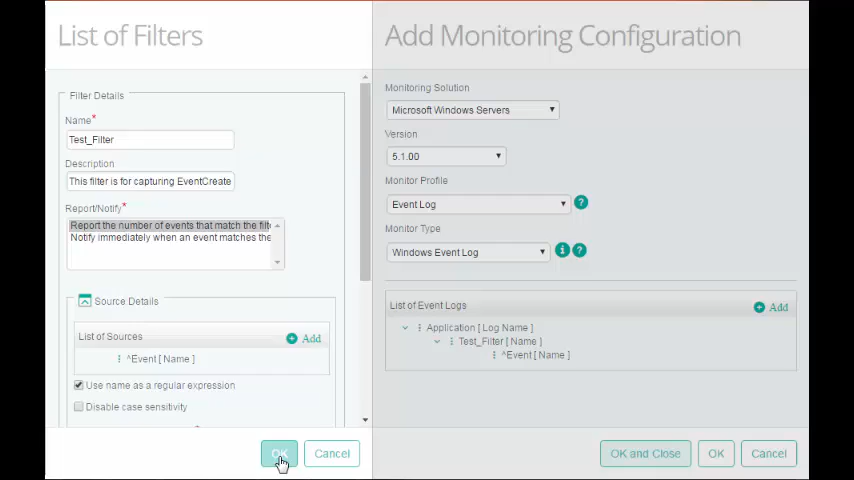 List of Filters
Filter Details
Name*
Test_Filter
Description
This filter is for capturing EventCreate
Report/Notify*
Report the number of events that match the filt
Notify immediately when an event matches the
Source Details
List of Sources
Add
^Event [ Name ]
Use name as a regular expression
Disable case sensitivity
OK
Cancel
Add Monitoring Configuration
Monitoring Solution
Microsoft Windows Servers
Version
5.1.00
Monitor Profile
Event Log
?
Monitor Type
Windows Event Log
i ?
List of Event Logs
Add
Application [ Log Name ]
Test_Filter [ Name ]
^Event [ Name ]
OK and Close
OK
Cancel